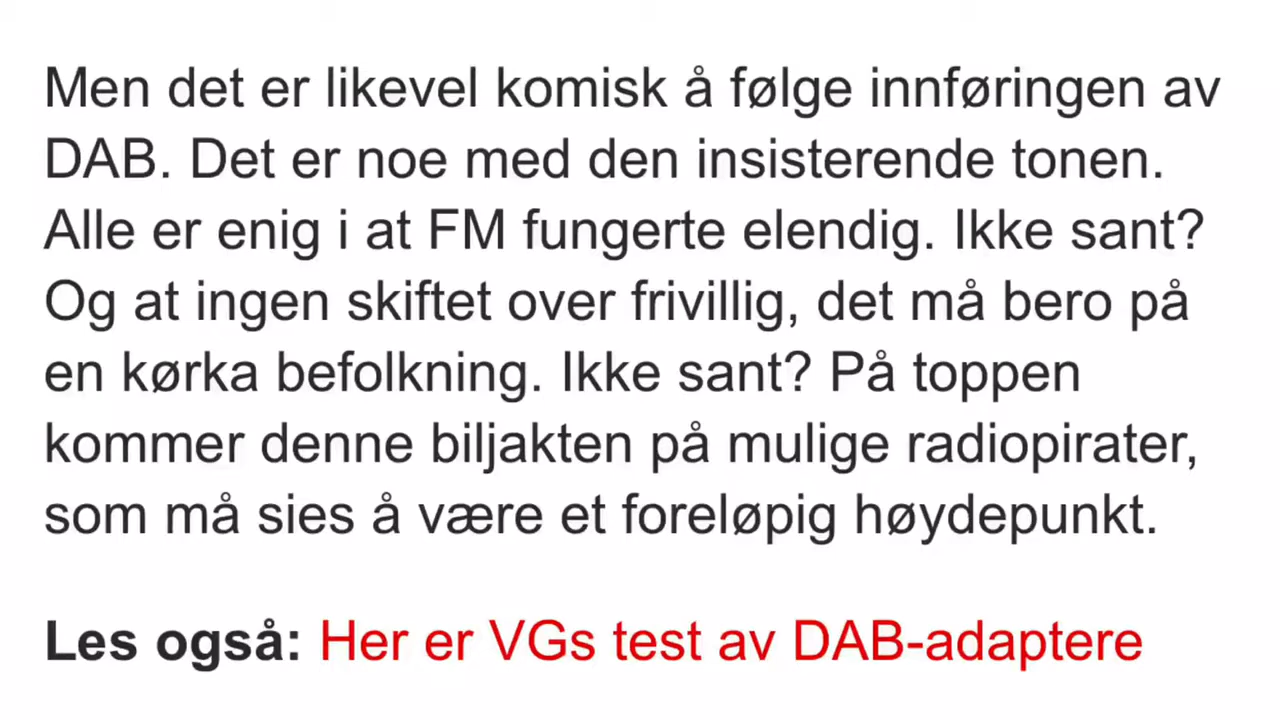 Men det er likevel komisk å følge innføringen av
DAB. Det er noe med den insisterende tonen.
Alle er enig i at FM fungerte elendig. Ikke sant?
Og at ingen skiftet over frivillig, det må bero på
en kørka befolkning. Ikke sant? På toppen
kommer denne biljakten på mulige radiopirater,
som må sies å være et foreløpig høydepunkt.
Les også: Her er VGs test av DAB-adaptere